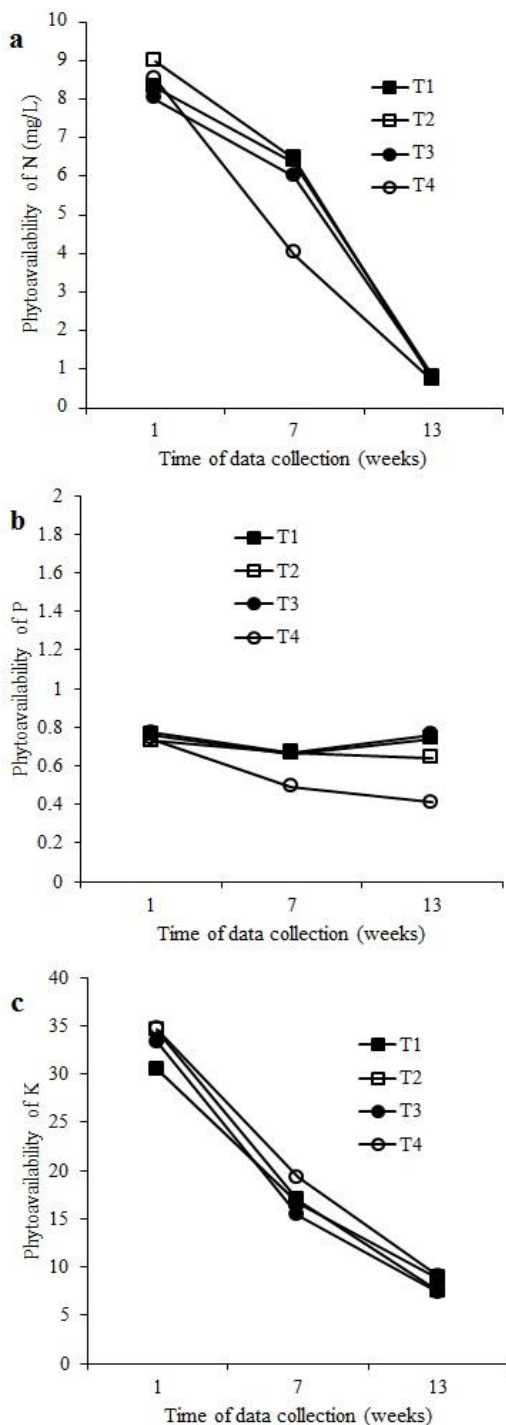 a
Phytoavailability of N (mg/L)
10
9
8
7
6
5
4
3
2
1
0
T1
T2
T3
T4
1 7 13
Time of data collection (weeks)
b
Phytoavailability of P
2
1.8
1.6
1.4
1.2
1
0.8
0.6
0.4
0.2
0
T1
T2
T3
T4
1 7 13
Time of data collection (weeks)
c
Phytoavailability of K
40
35
30
25
20
15
10
5
0
T1
T2
T3
T4
1 7 13
Time of data collection (weeks)